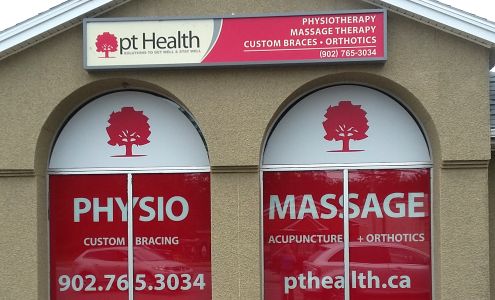 pt Health
SOLUTIONS TO GET WELL & STAY WELL
PHYSIOTHERAPY
MASSAGE THERAPY
CUSTOM BRACES • ORTHOTICS
(902) 765-3034
PHYSIO
CUSTOM BRACING
902.765.3034
MASSAGE
ACUPUNCTURE + ORTHOTICS
pthealth.ca